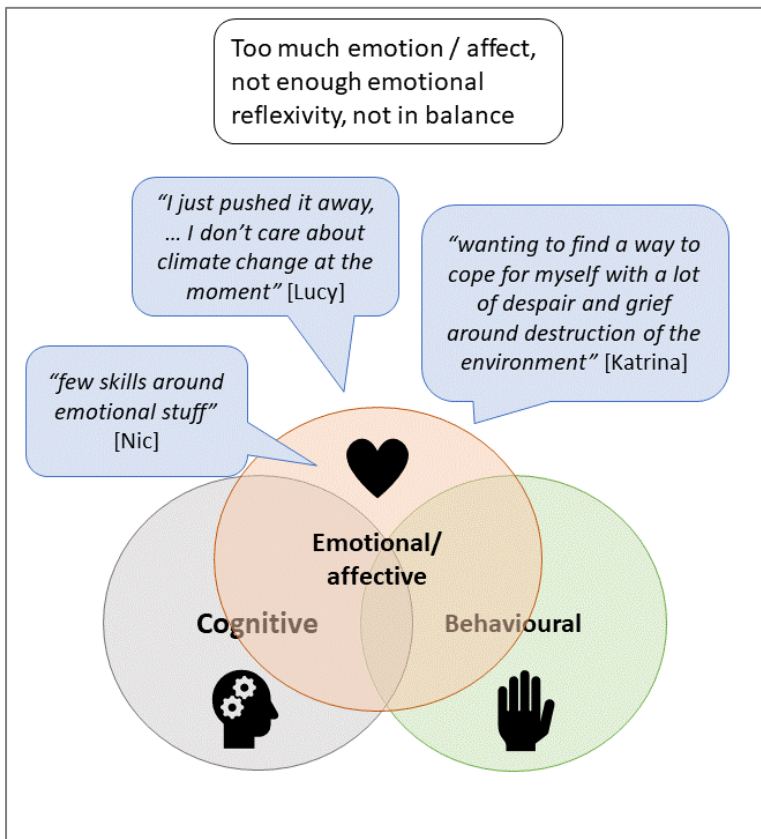 Too much emotion / affect,
not enough emotional
reflexivity, not in balance
“I just pushed it away,
… I don’t care about
climate change at the
moment” [Lucy]
“wanting to find a way to
cope for myself with a lot
of despair and grief
around destruction of the
environment” [Katrina]
“few skills around
emotional stuff”
[Nic]
Emotional/
affective
Cognitive
Behavioural